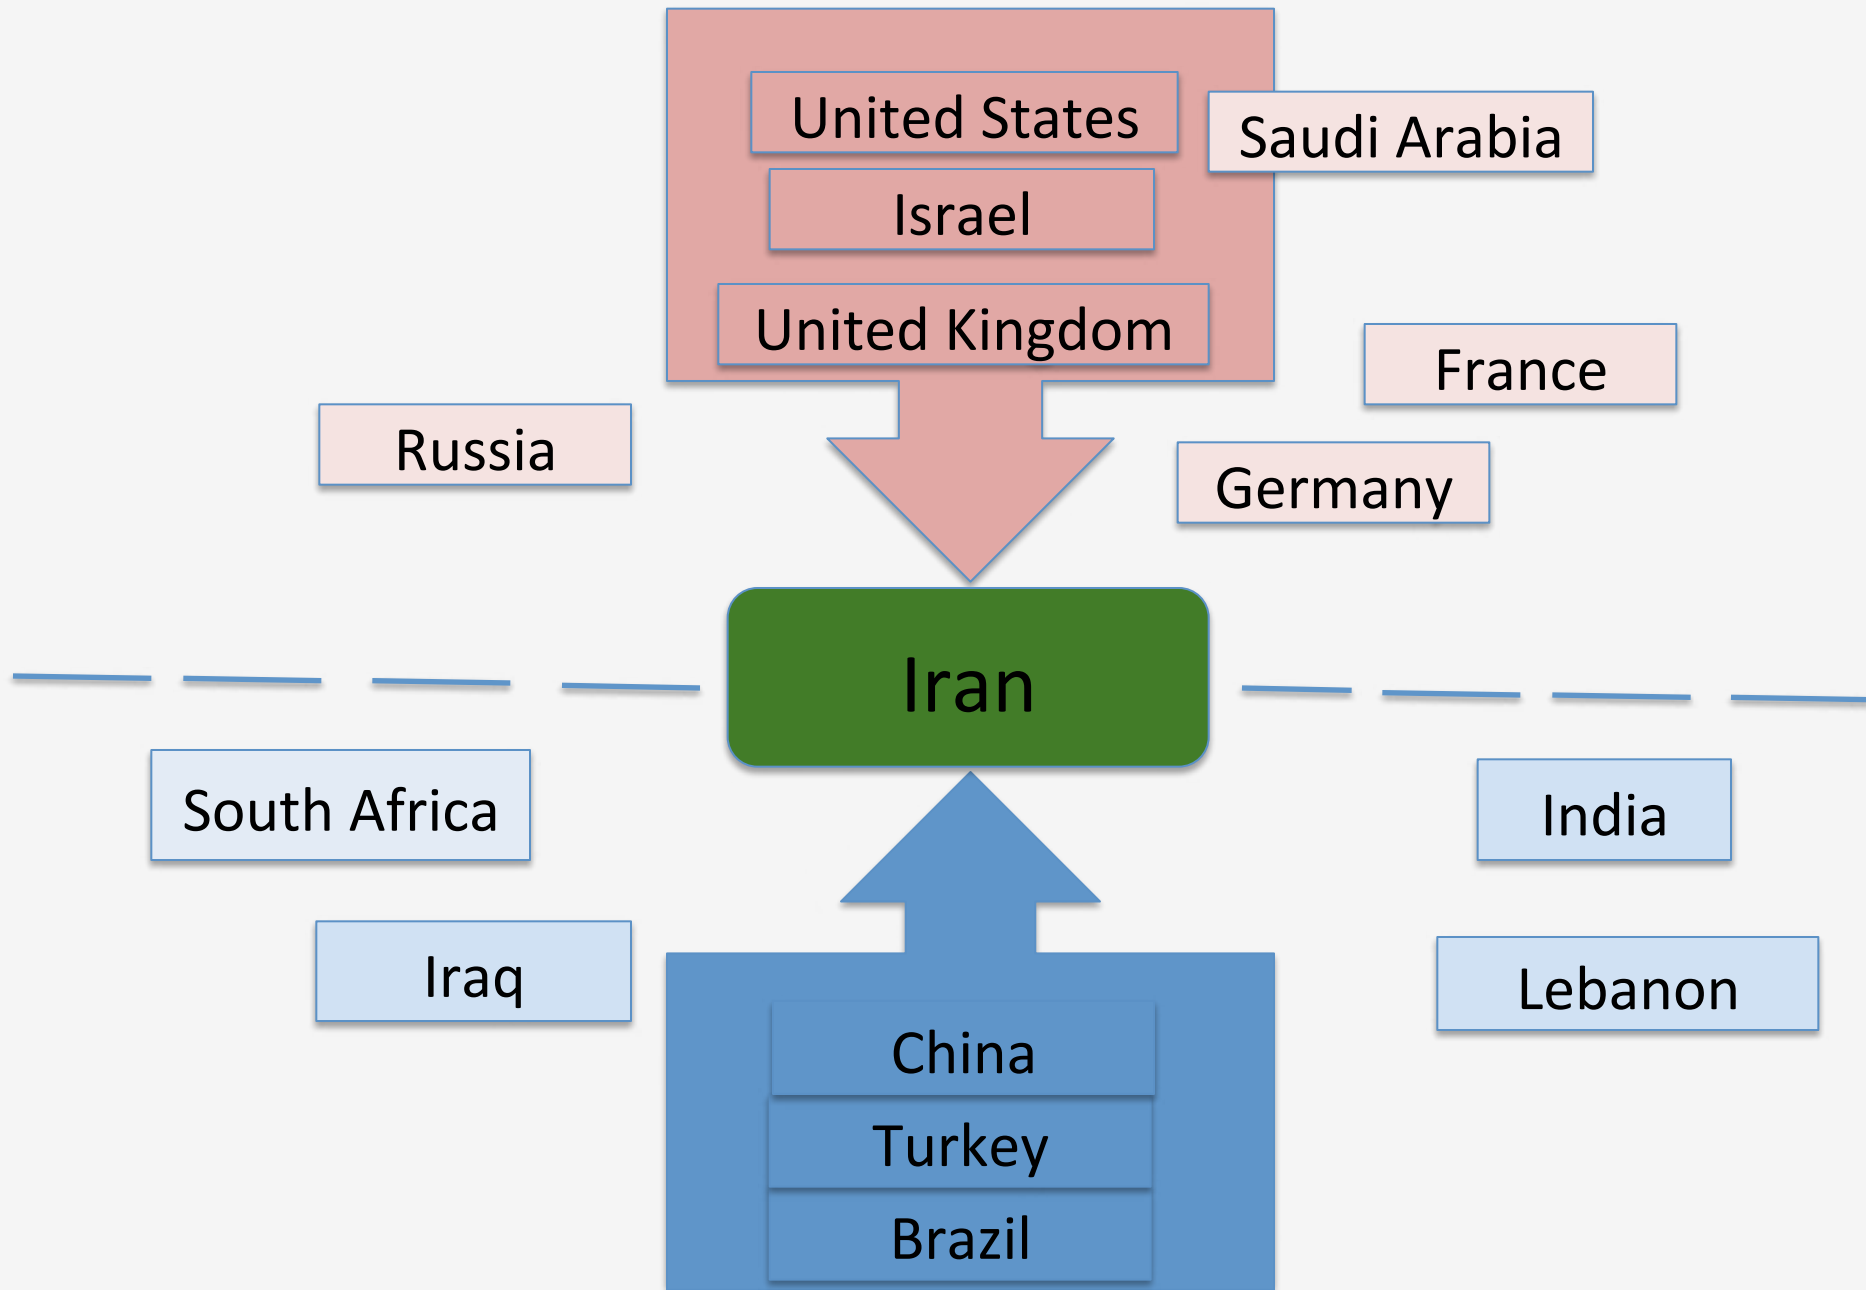 United States
Saudi Arabia
Israel
United Kingdom
France
Russia
Germany
Iran
South Africa
India
Iraq
Lebanon
China
Turkey
Brazil